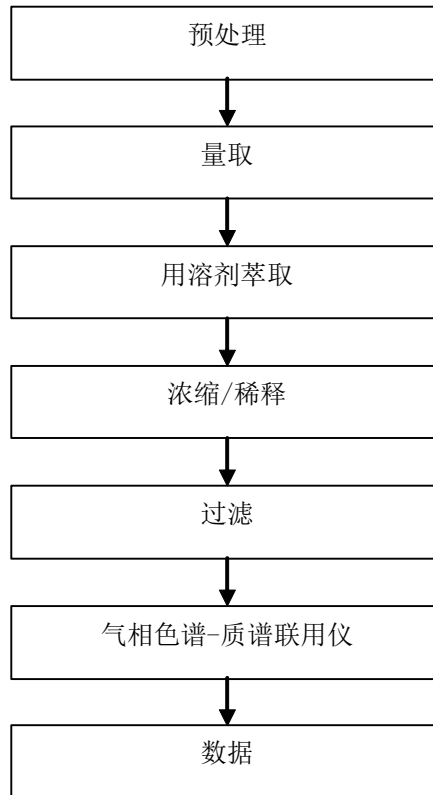 预处理
量取
用溶剂萃取
浓缩/稀释
过滤
气相色谱-质谱联用仪
数据